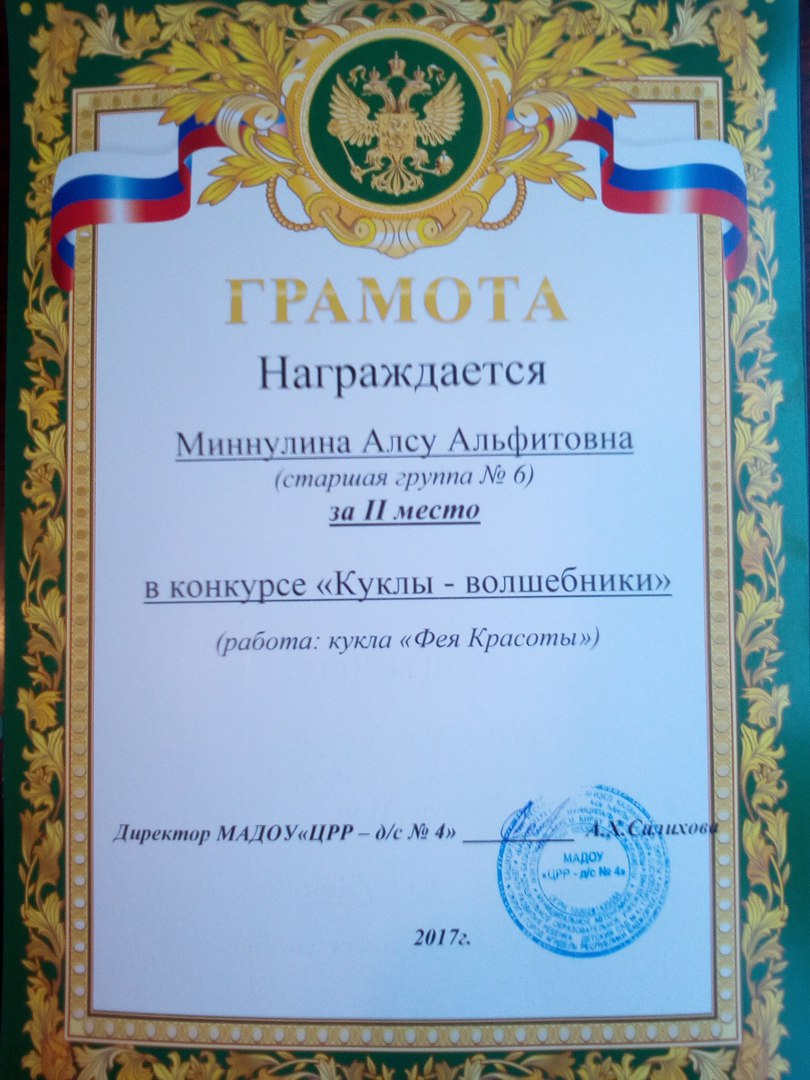 ГРАМОТА
Награждается
Миннулина Алсу Альфитовна
(старшая группа № 6)
за II место
в конкурсе «Куклы - волшебники»
(работа: кукла «Фея Красоты»)
Директор МАДОУ«ЦРР – д/с № 4» А.Х.
МАДОУ
«ЦРР - д/с № 4»
2017г.